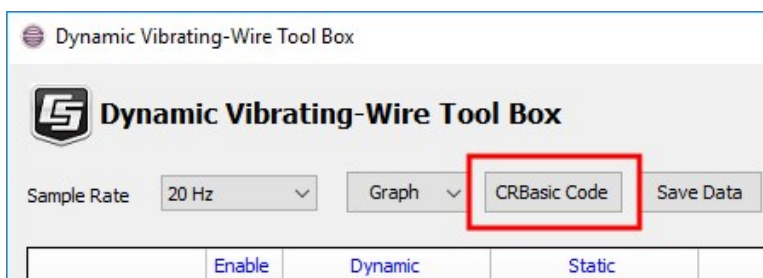 Dynamic Vibrating-Wire Tool Box
Dynamic Vibrating-Wire Tool Box
Sample Rate 20 Hz Graph CRBasic Code Save Data
Enable Dynamic Static